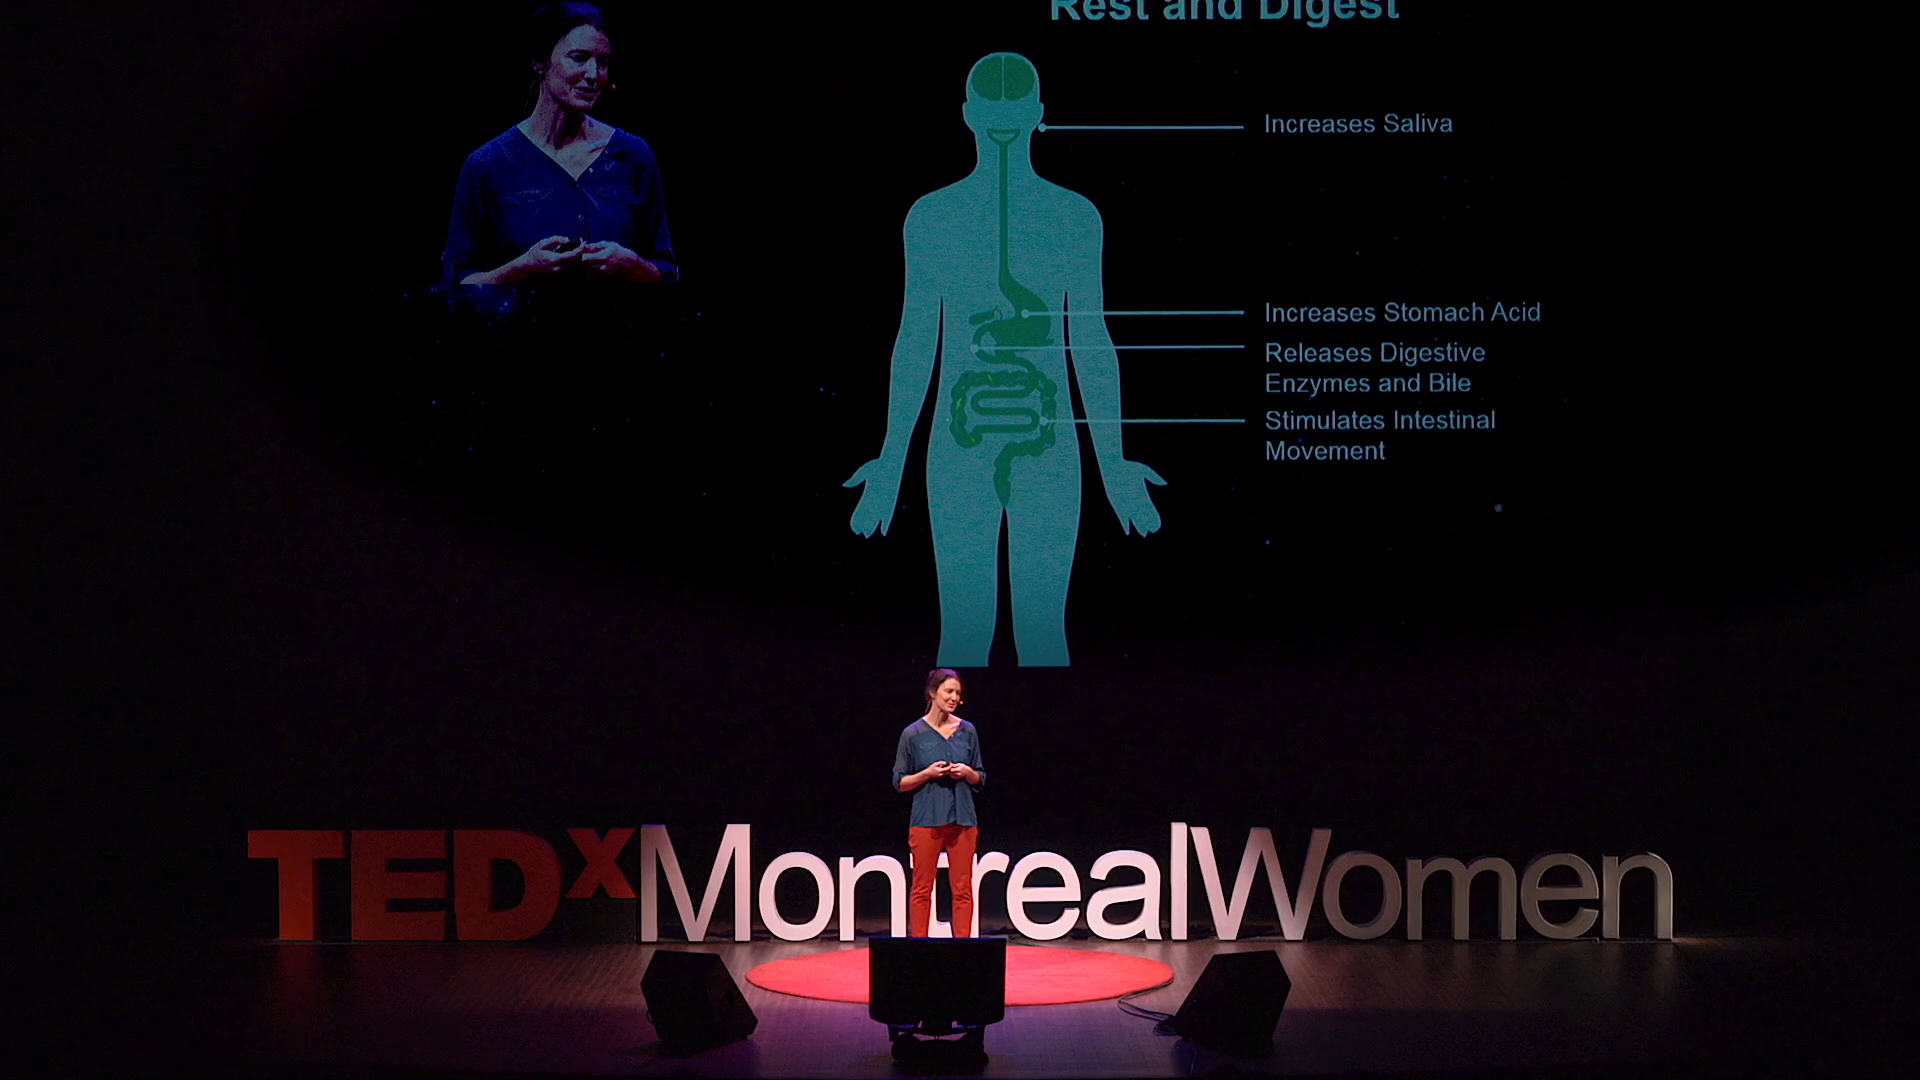 Rest and Digest
Increases Saliva
Increases Stomach Acid
Releases Digestive
Enzymes and Bile
Stimulates Intestinal
Movement
TEDxMontrealWomen